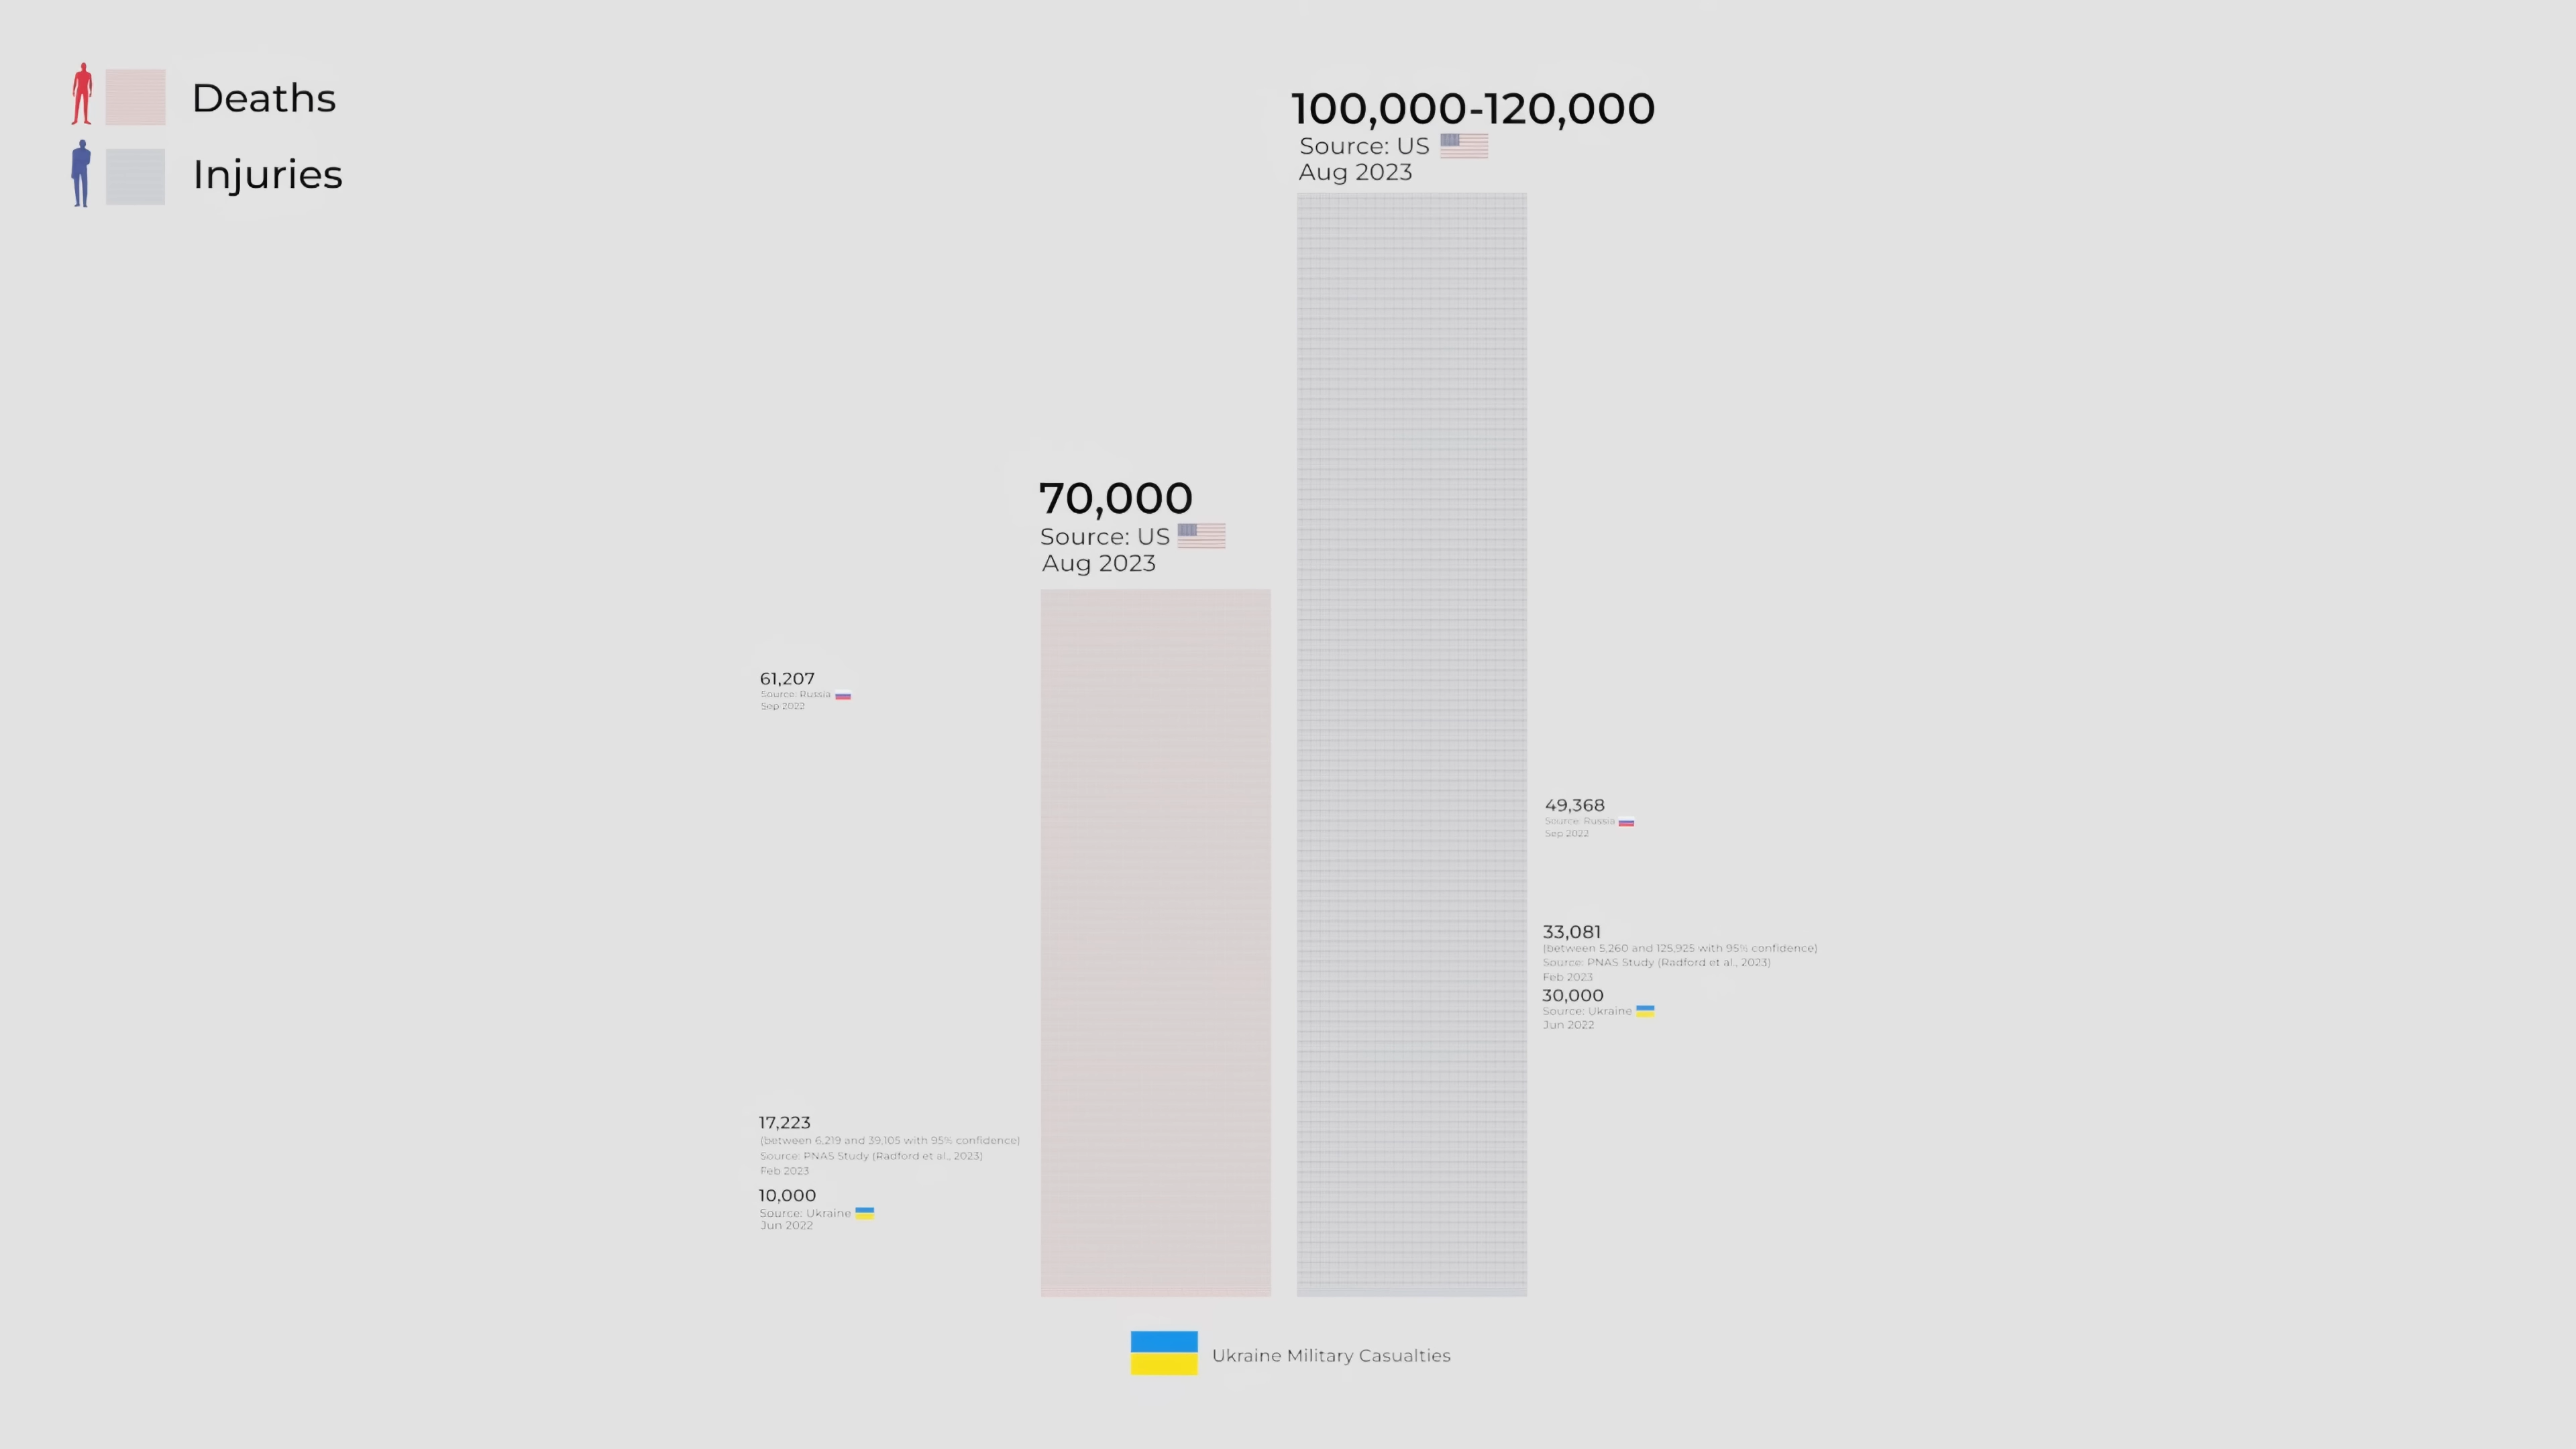 Deaths
Injuries
100,000-120,000
Source: US
Aug 2023
70,000
Source: US
Aug 2023
61,207
Source: Russia
Sep 2022
49,368
Source: Russia
Sep 2022
33,081
(between 5,260 and 125,925 with 95% confidence)
Source: PNAS Study (Radford et al., 2023)
Feb 2023
30,000
Source: Ukraine
Jun 2022
17,223
(between 6,219 and 39,105 with 95% confidence)
Source: PNAS Study (Radford et al., 2023)
Feb 2023
10,000
Source: Ukraine
Jun 2022
Ukraine Military Casualties